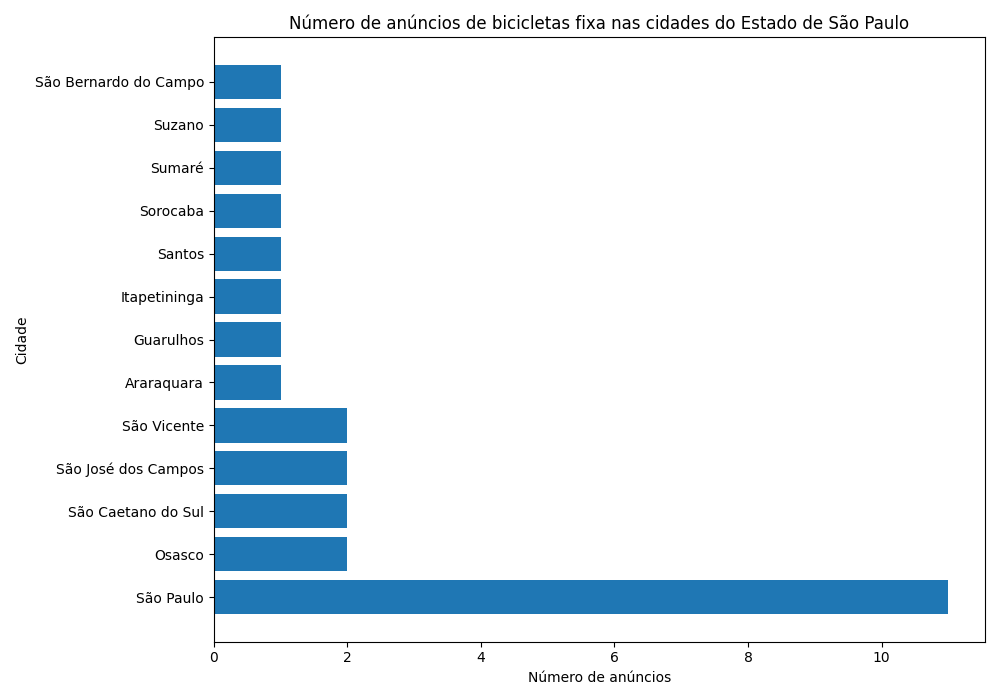 Número de anúncios de bicicletas fixa nas cidades do Estado de São Paulo
São Bernardo do Campo
Suzano
Sumaré
Sorocaba
Santos
Itapetininga
Guarulhos
Araraquara
São Vicente
São José dos Campos
São Caetano do Sul
Osasco
São Paulo
Cidade
0 2 4 6 8 10
Número de anúncios